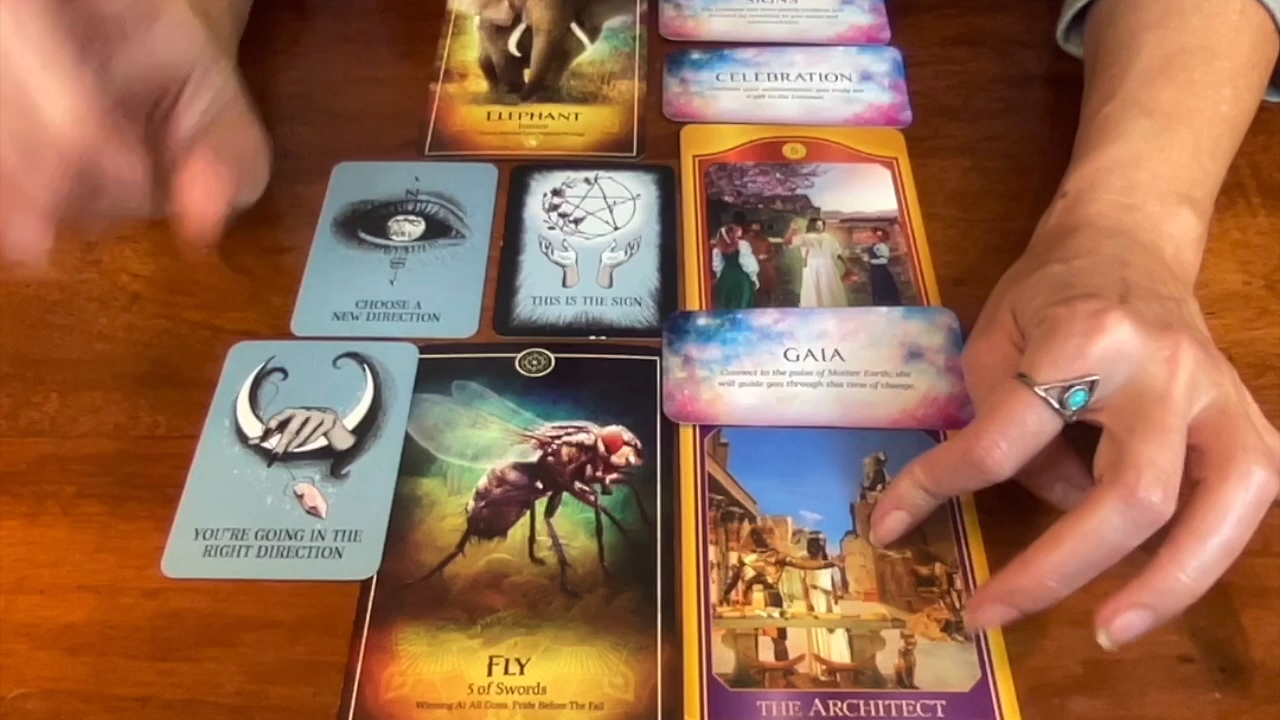 SIGNS
CELEBRATION
ELEPHANT
N
S
CHOOSE A
NEW DIRECTION
THIS IS THE SIGN
GAIA
Connect to the pulse of Mother Earth; she
will guide you through this time of change.
YOU'RE GOING IN THE
RIGHT DIRECTION
FLY
5 of Swords
Winning At All Costs, Pride Before The Fall
THE ARCHITECT